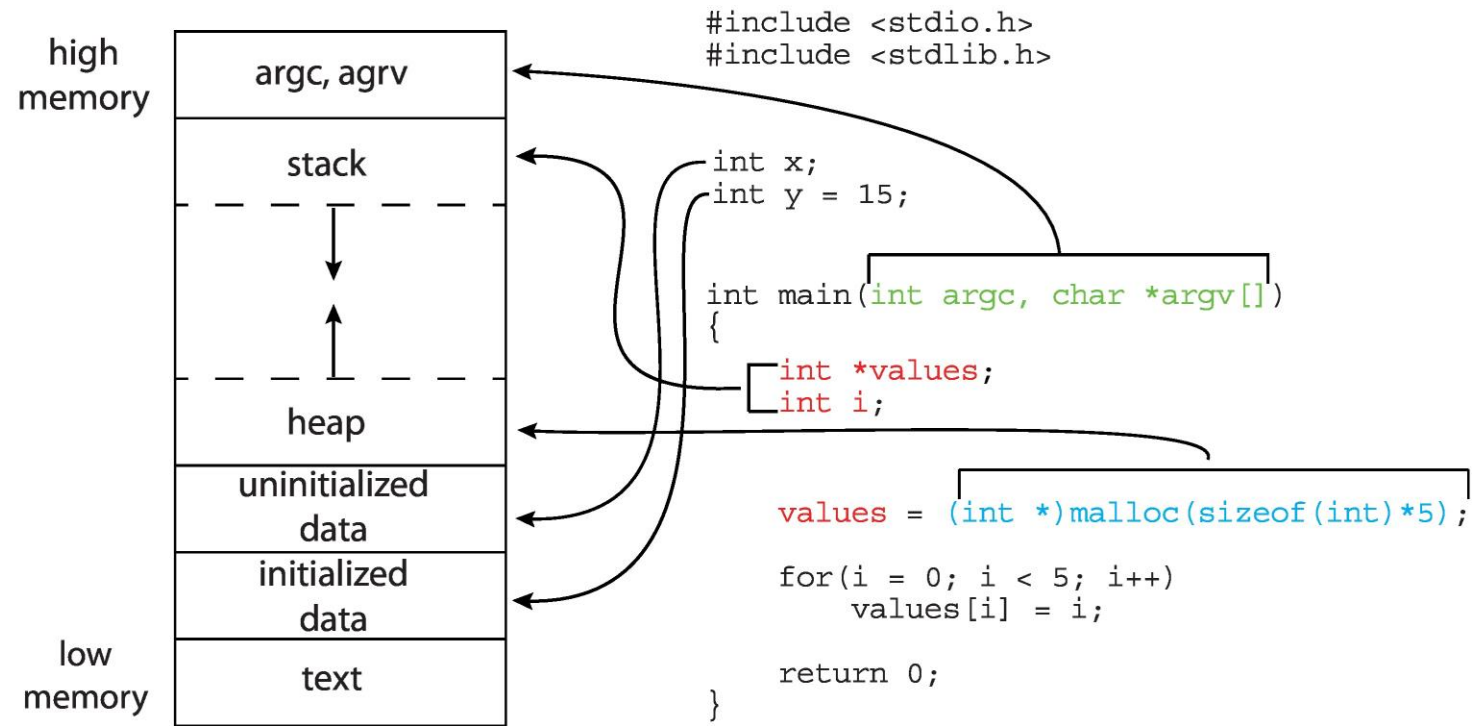 high
memory
argc, agrv
stack
heap
uninitialized
data
initialized
data
low
memory
text
#include <stdio.h>
#include <stdlib.h>
int x;
int y = 15;
int main(int argc, char *argv[])
{
int *values;
int i;
values = (int *)malloc(sizeof(int)*5);
for(i = 0; i < 5; i++)
values[i] = i;
return 0;
}